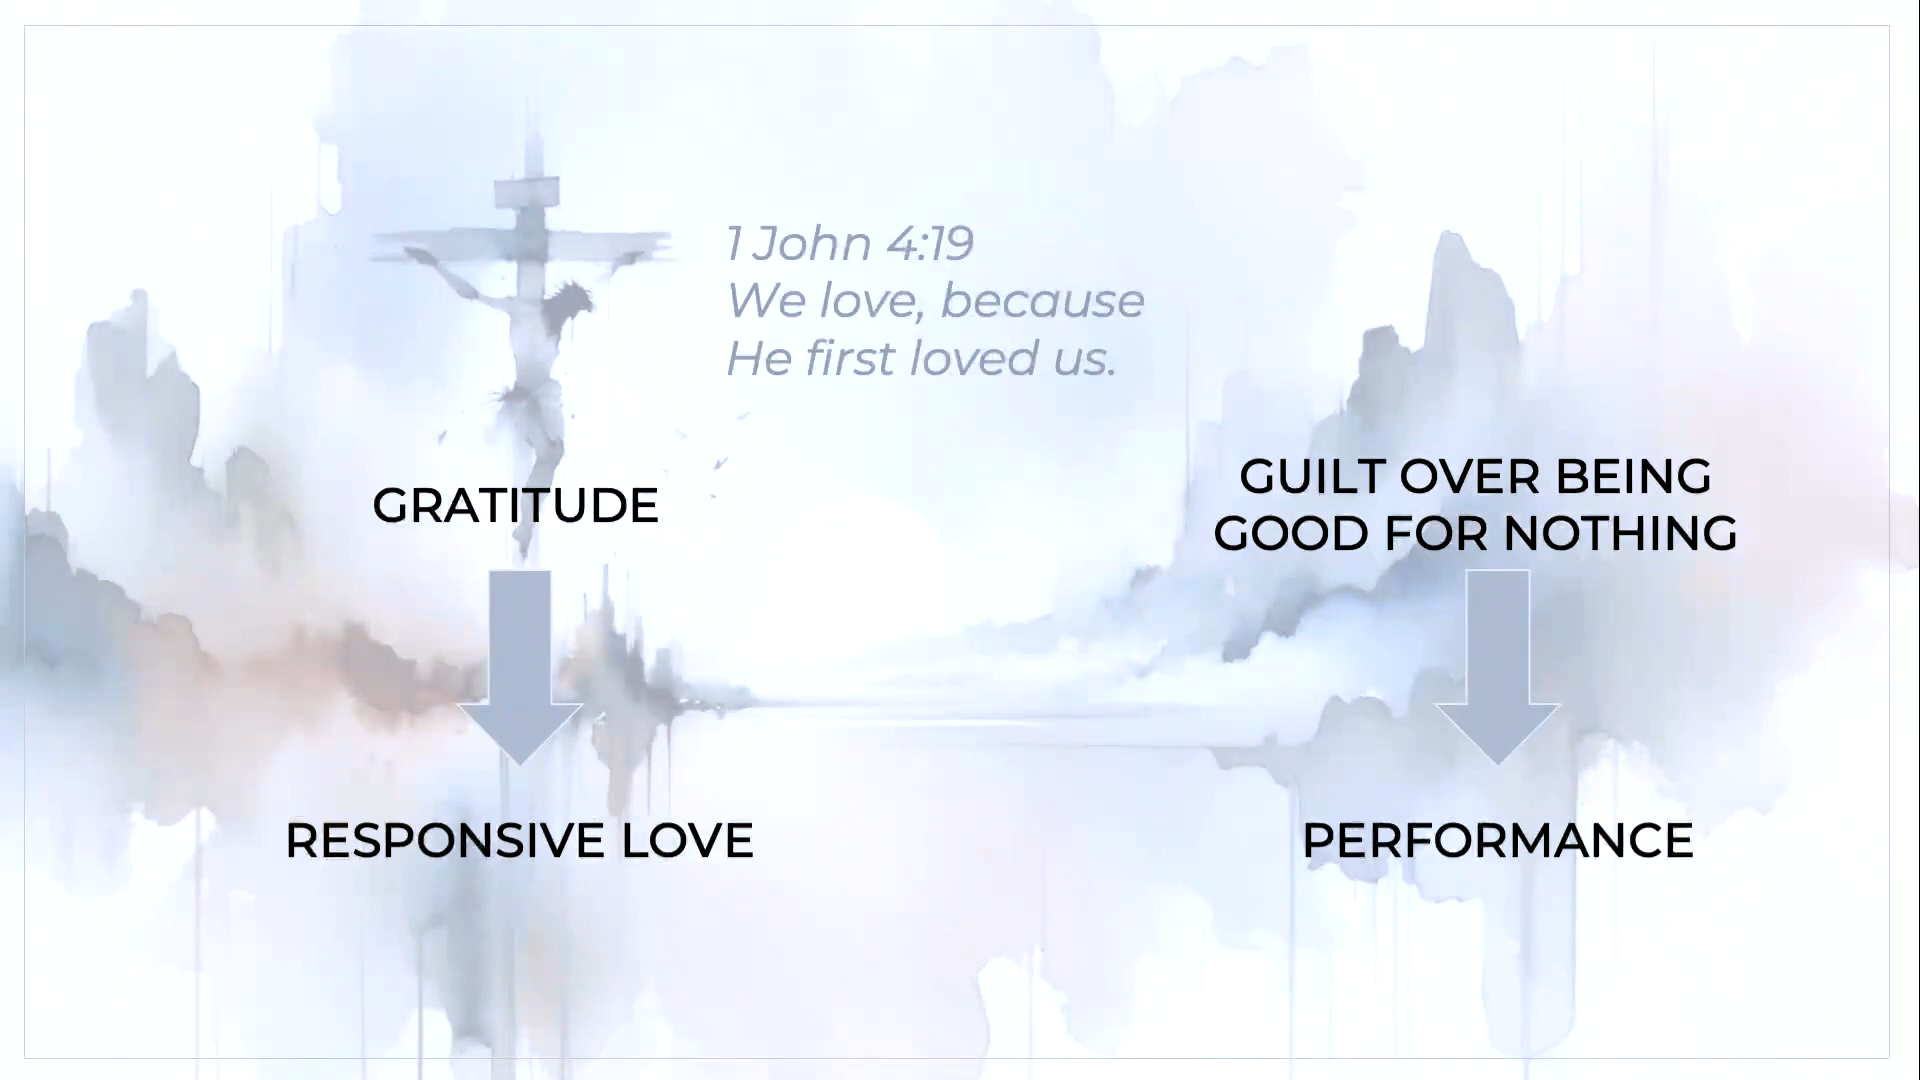 1 John 4:19
We love, because
He first loved us.
GRATITUDE
GUILT OVER BEING
GOOD FOR NOTHING
RESPONSIVE LOVE
PERFORMANCE